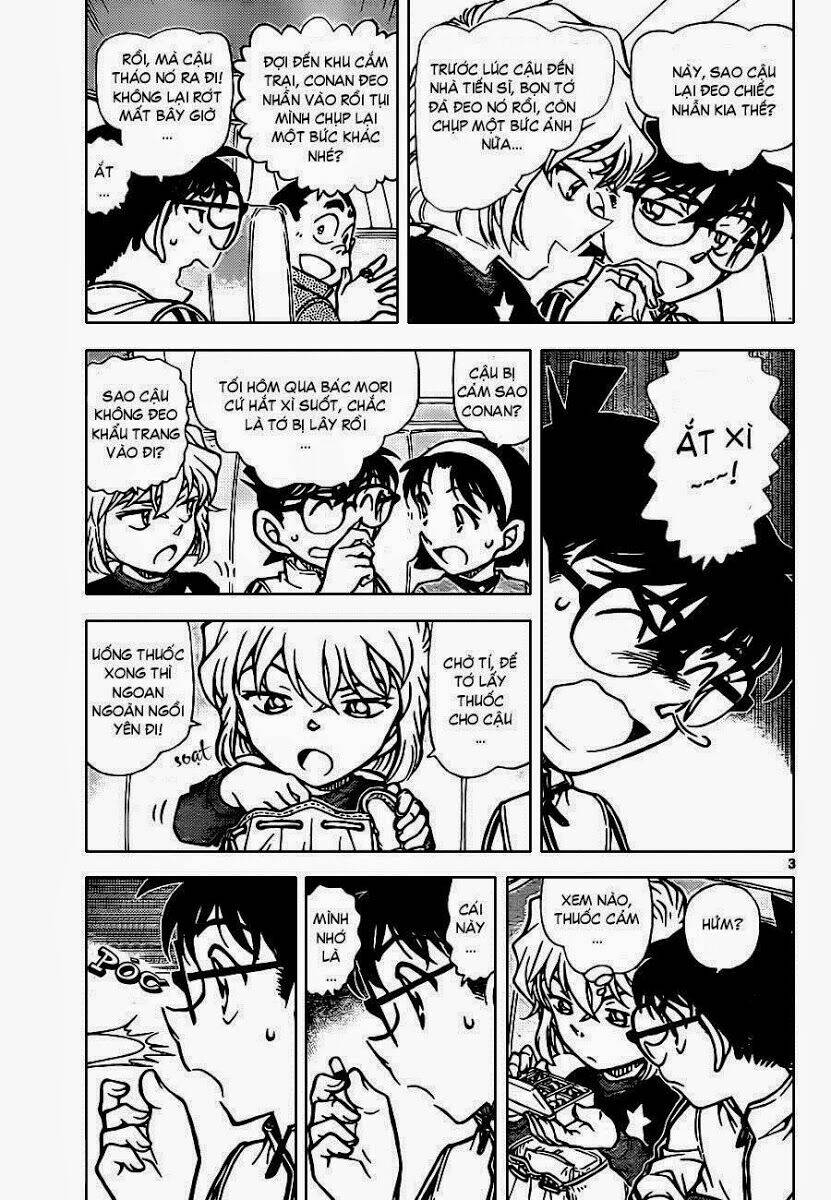 NÀY, SAO CẬU
LẠI ĐEO CHIẾC
NHẪN KIA THẾ?
TRƯỚC LÚC CẬU ĐẾN
NHÀ TIẾN SĨ, BỌN TỚ
ĐÃ ĐEO NÓ RỒI, CÒN
CHỤP MỘT BỨC ẢNH
NỮA...
ĐỢI ĐẾN KHU CẮM
TRẠI, CONAN ĐEO
NHẪN VÀO RỒI TỤI
MÌNH CHỤP LẠI
MỘT BỨC KHÁC
NHÉ?
RỒI, MÀ CẬU
THÁO NÓ RA ĐI!
KHÔNG LẠI RỚT
MẤT BÂY GIỜ
...
ẮT
...
ẮT XÌ
~~~!
CẬU BỊ
CẢM SAO
CONAN?
TỐI HÔM QUA BÁC MORI
CỨ HẮT XÌ SUỐT, CHẮC
LÀ TỚ BỊ LÂY RỒI
...
SAO CẬU
KHÔNG ĐEO
KHẨU TRANG
VÀO ĐI?
CHỜ TÍ, ĐỂ
TỚ LẤY
THUỐC
CHO CẬU
...
UỐNG THUỐC
XONG THÌ
NGOAN
NGOÃN NGỒI
YÊN ĐI!
soạt
3
HỬM?
XEM NÀO,
THUỐC CẢM
...
CÁI
NÀY
...
MÌNH
NHỚ
LÀ
...
PÓC